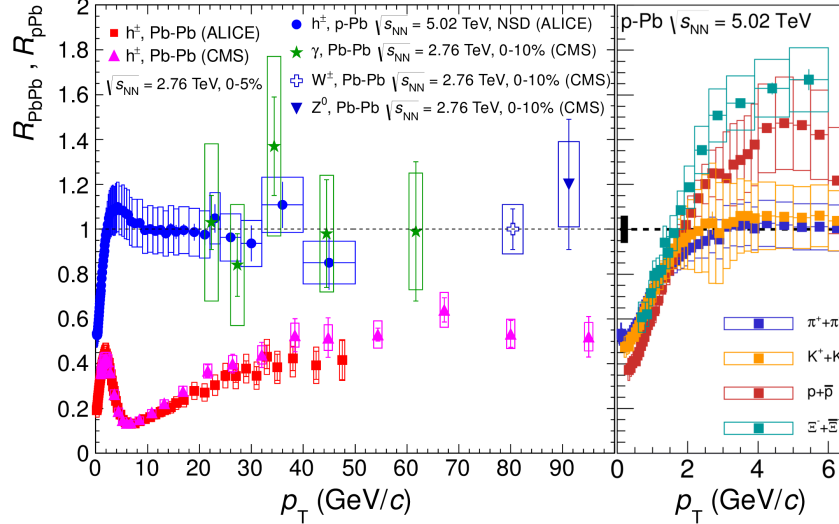 R_PbPb , R_pPb
2
1.8
1.6
1.4
1.2
1
0.8
0.6
0.4
0.2
0
h±, Pb-Pb (ALICE)
h±, Pb-Pb (CMS)
√s_NN = 2.76 TeV, 0-5%
h±, p-Pb √s_NN = 5.02 TeV, NSD (ALICE)
γ, Pb-Pb √s_NN = 2.76 TeV, 0-10% (CMS)
W±, Pb-Pb √s_NN = 2.76 TeV, 0-10% (CMS)
Z⁰, Pb-Pb √s_NN = 2.76 TeV, 0-10% (CMS)
0 10 20 30 40 50 60 70 80 90
p_T (GeV/c)
p-Pb √s_NN = 5.02 TeV
π⁺+π
K⁺+K
p+p̅
Ξ⁻+Ξ̅
0 2 4 6
p_T (GeV/c)